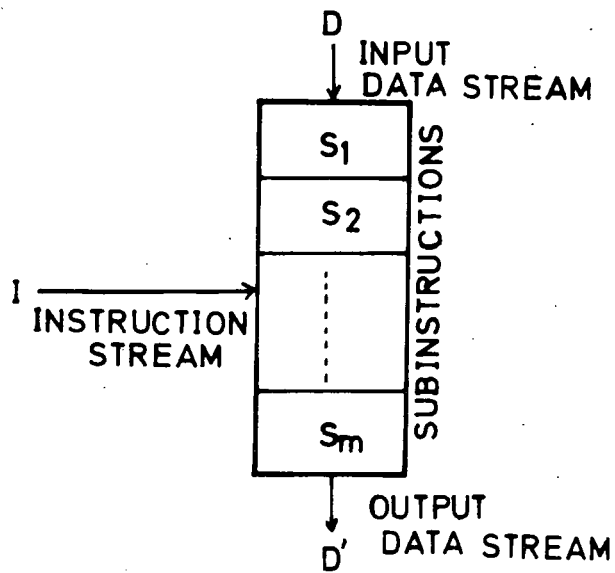 D
INPUT
DATA STREAM
S1
S2
SUBINSTRUCTIONS
I
INSTRUCTION
STREAM
Sm
OUTPUT
DATA STREAM
D'